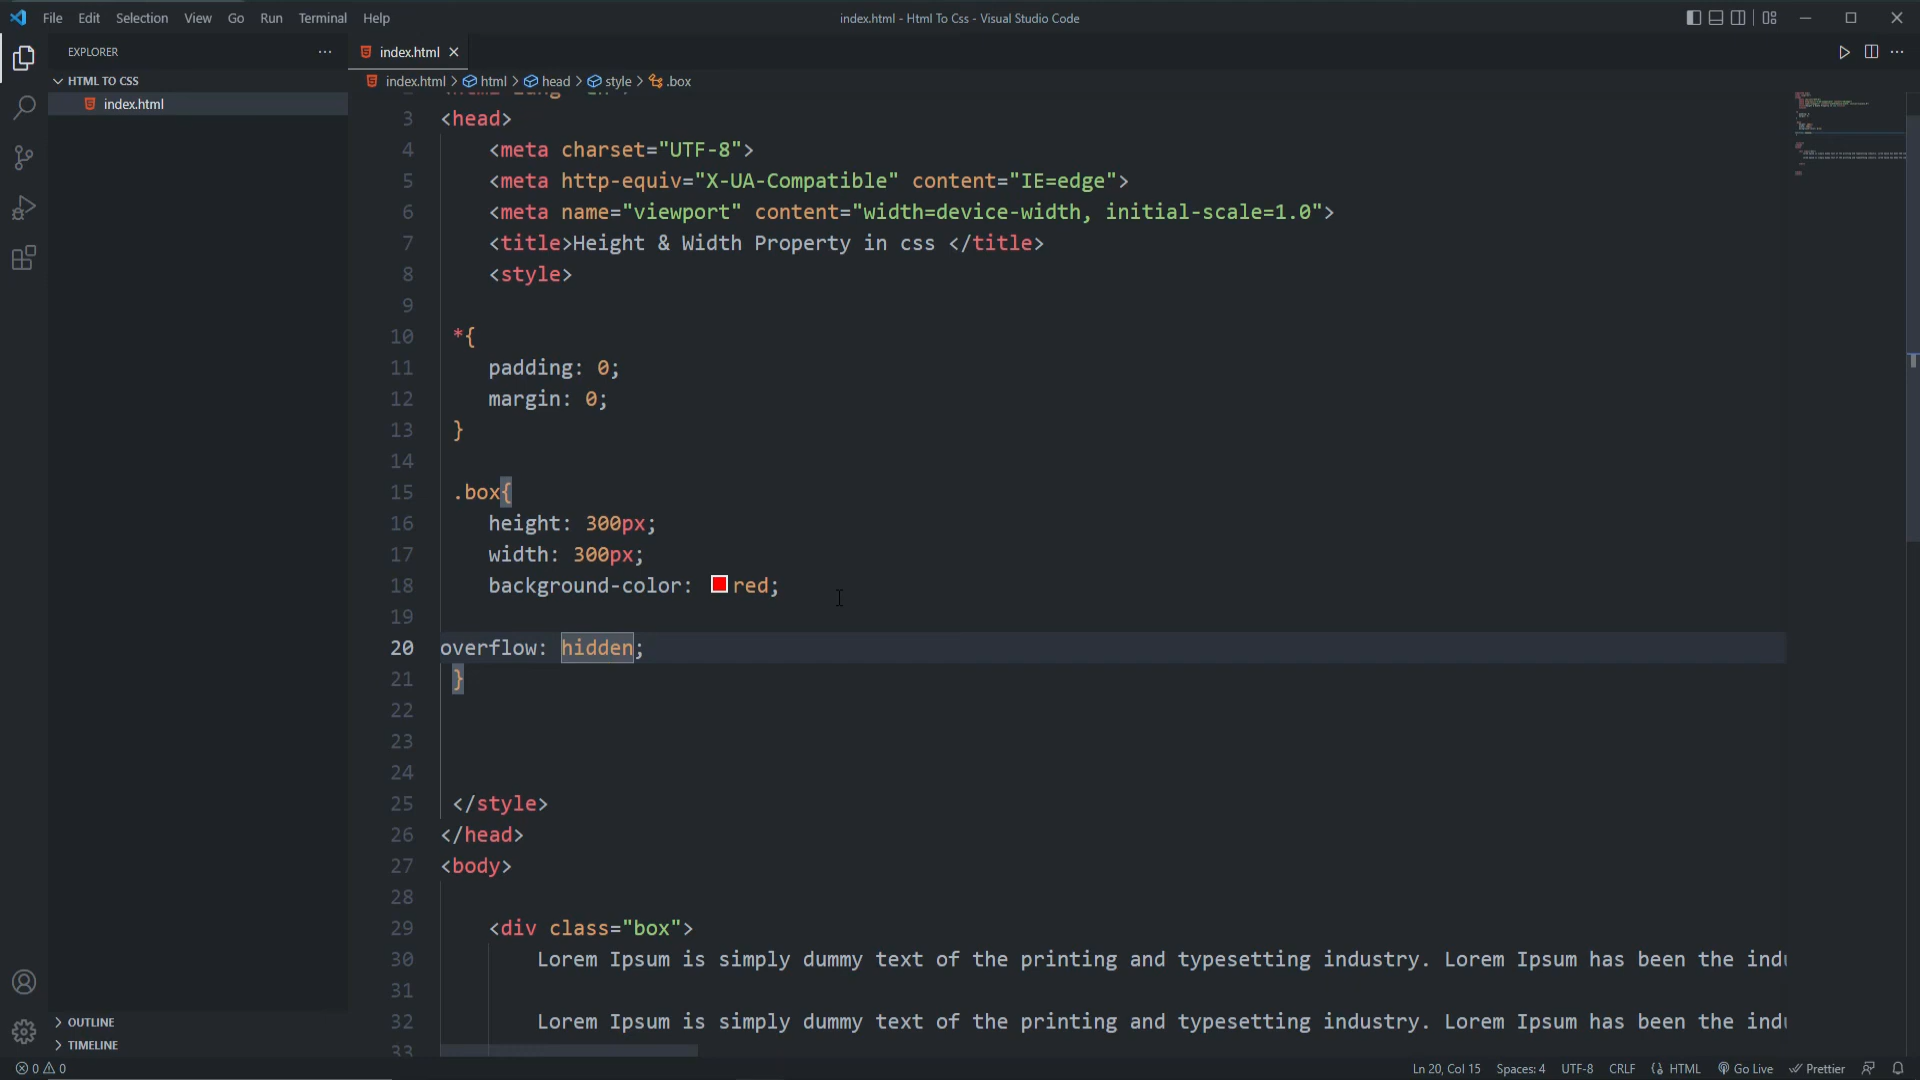 File Edit Selection View Go Run Terminal Help
index.html - Html To Css - Visual Studio Code
EXPLORER
HTML TO CSS
index.html
index.html
index.html > html > head > style > .box
3 <head>
4 <meta charset="UTF-8">
5 <meta http-equiv="X-UA-Compatible" content="IE=edge">
6 <meta name="viewport" content="width=device-width, initial-scale=1.0">
7 <title>Height & Width Property in css </title>
8 <style>
9
10 *{
11 padding: 0;
12 margin: 0;
13 }
14
15 .box{
16 height: 300px;
17 width: 300px;
18 background-color: red;
19
20 overflow: hidden;
21 }
22
23
24
25 </style>
26 </head>
27 <body>
28
29 <div class="box">
30 Lorem Ipsum is simply dummy text of the printing and typesetting industry. Lorem Ipsum has been the
31
32 Lorem Ipsum is simply dummy text of the printing and typesetting industry. Lorem Ipsum has been the
33
OUTLINE
TIMELINE
0 0
Ln 20, Col 15 Spaces: 4 UTF-8 CRLF HTML Go Live Prettier